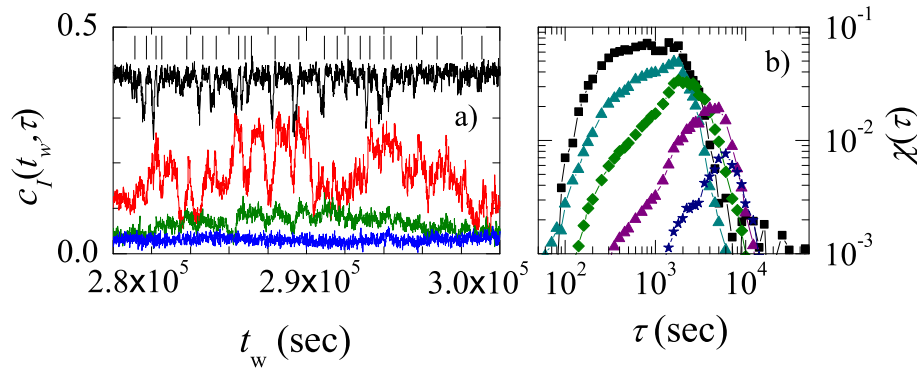 0.5
0.0
c_I(t_w,τ)
a)
2.8x10^5
2.9x10^5
3.0x10^5
t_w (sec)
b)
10^-1
10^-2
10^-3
χ(τ)
10^2
10^3
10^4
τ (sec)